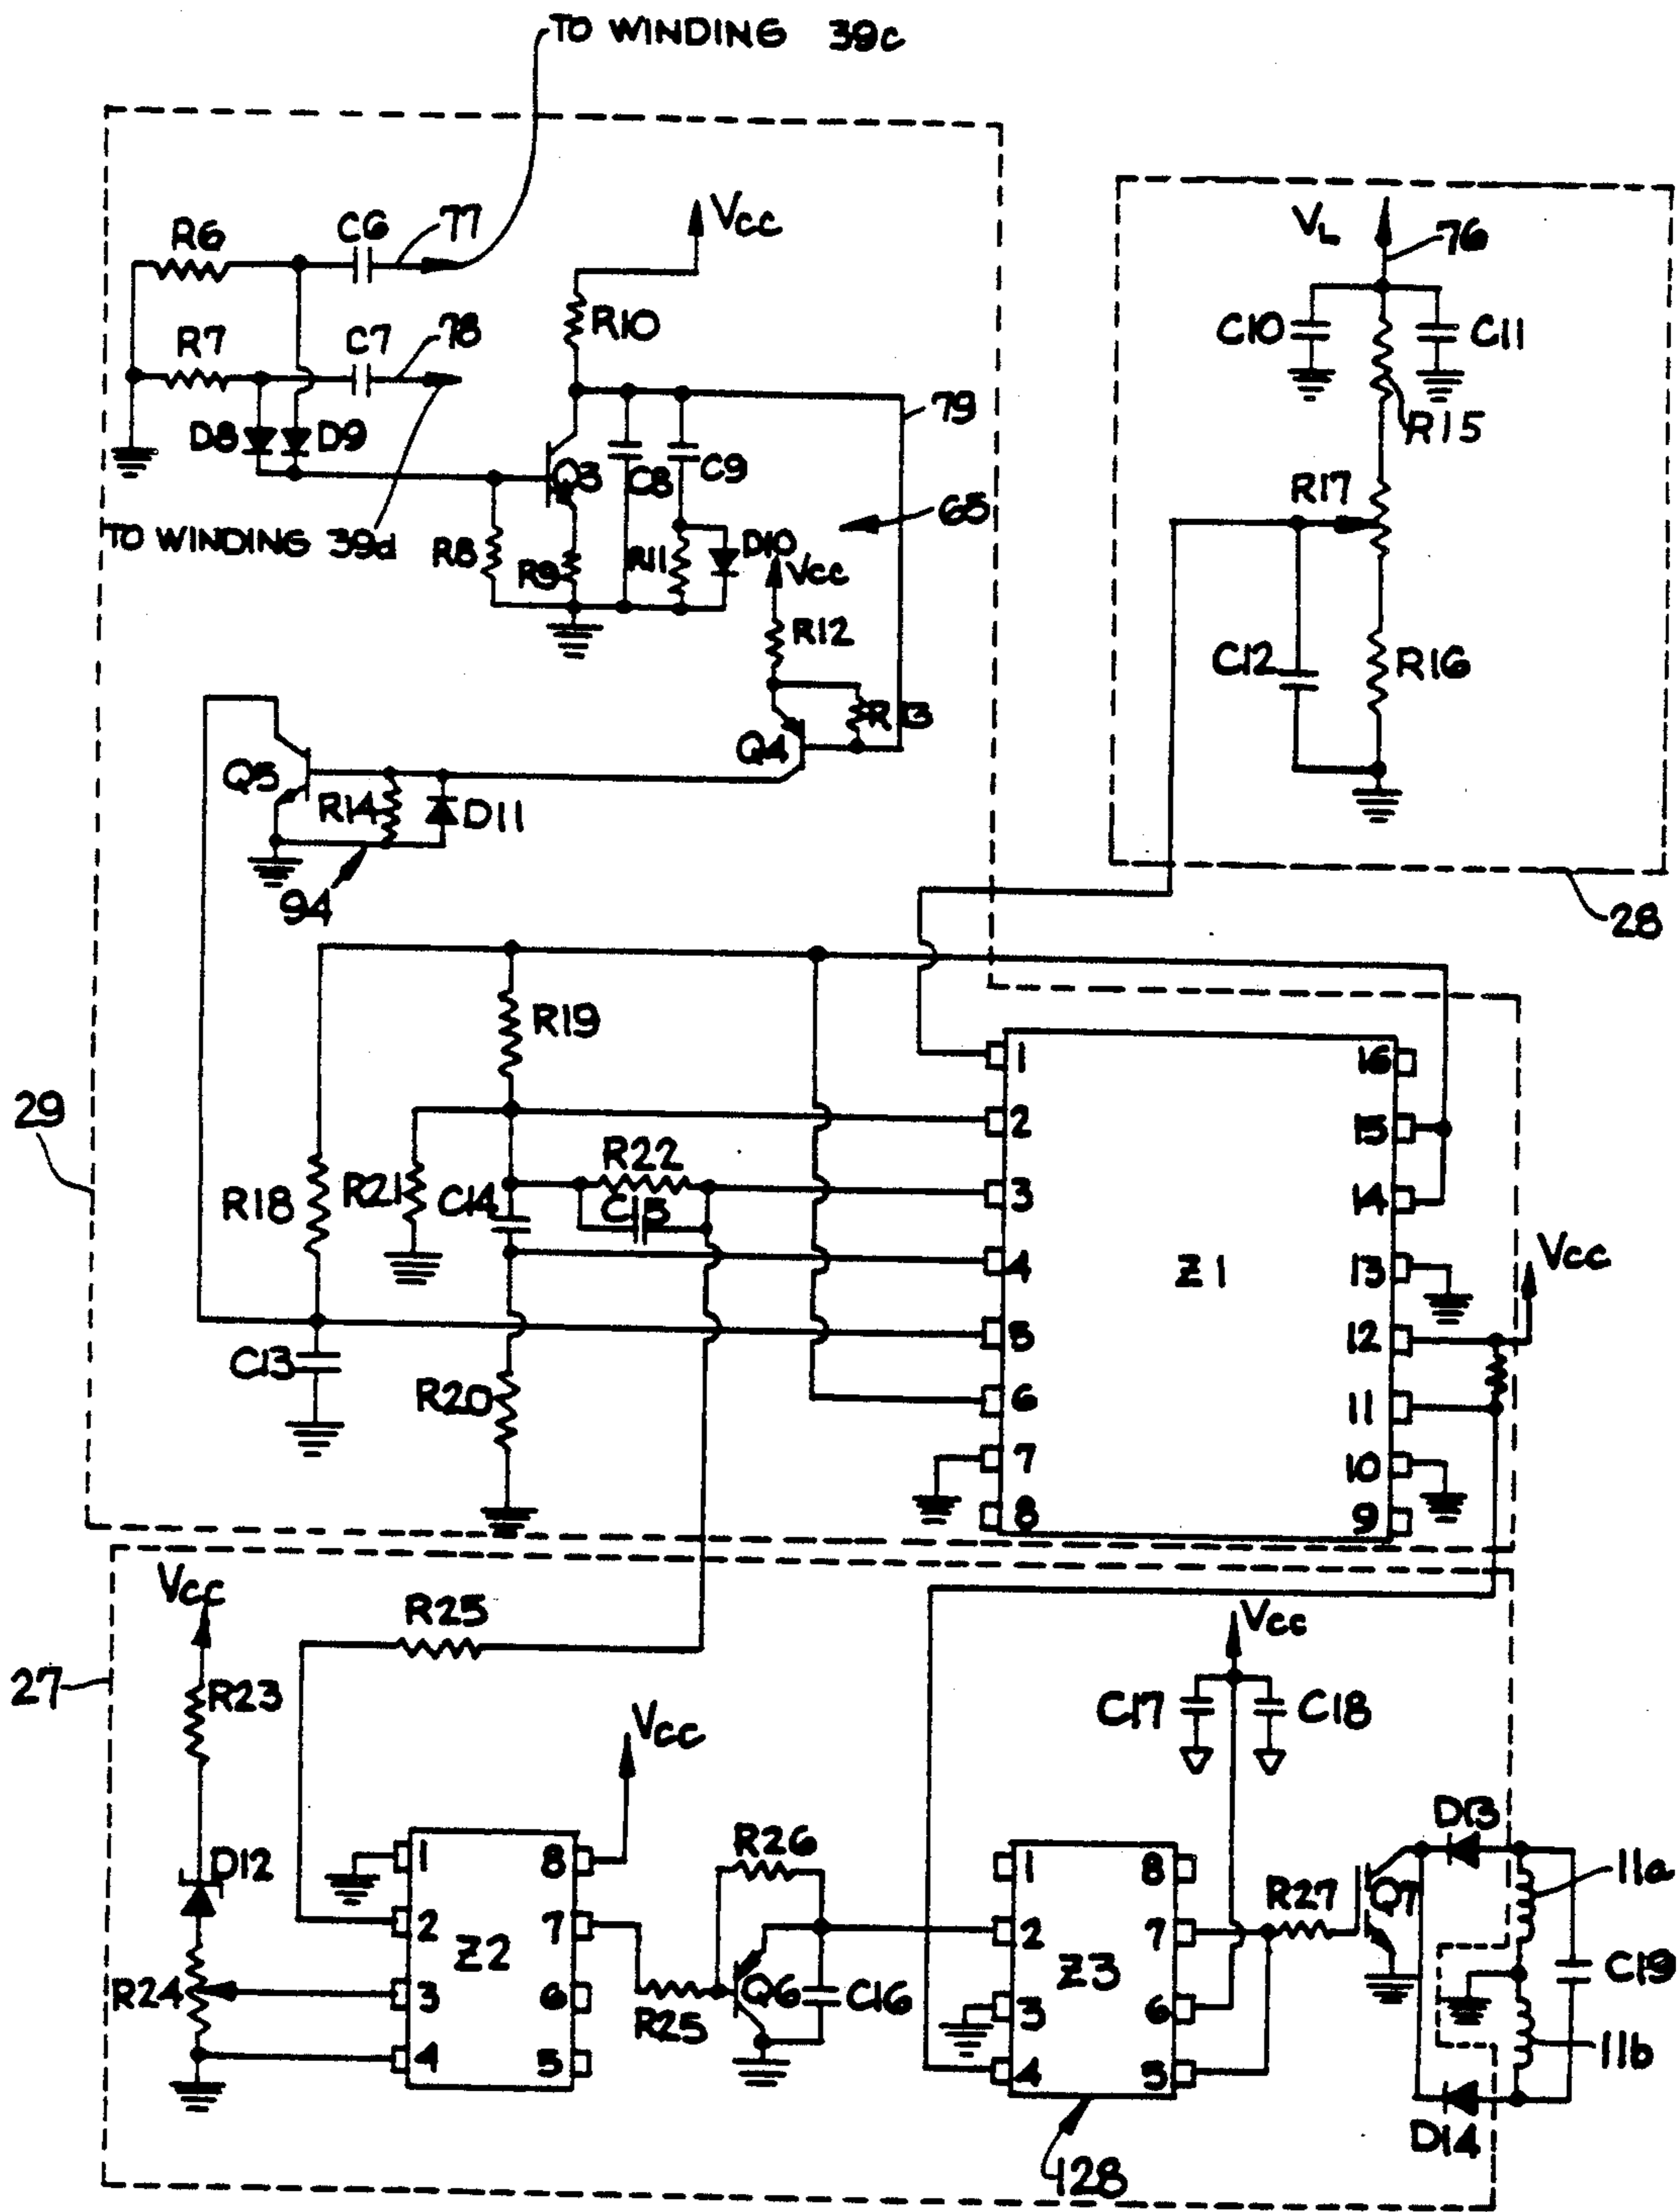 TO WINDING 39c
VCC
R6
C6
77
R7
C7
78
R10
D8
D9
Q3
C8
C9
79
TO WINDING 39d
R8
R9
R11
D10
65
VCC
R12
R13
Q4
Q5
R14
D11
94
VL
76
C10
C11
R15
R17
C12
R16
28
29
R19
R18
R21
R22
C14
C15
C13
R20
Z1
1
2
3
4
5
6
7
8
16
15
14
13
12
11
10
9
Vcc
27
Vcc
R23
R25
D12
R24
VCC
Z2
1
2
3
4
8
7
6
5
R26
R25
Q6
C16
Vcc
C17
C18
Z3
1
2
3
4
8
7
6
5
128
R27
Q7
D13
D14
11a
11b
C19